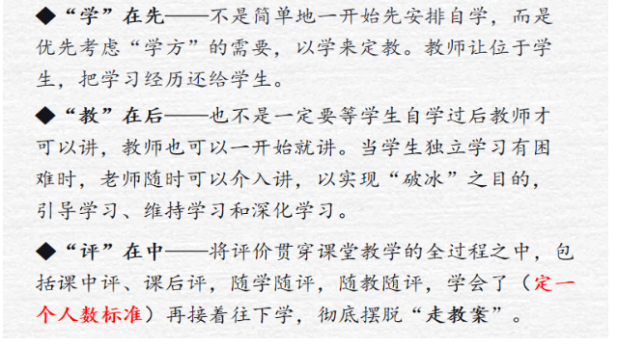 ◆“学”在先——不是简单地一开始先安排自学，而是
优先考虑“学方”的需要，以学来定教。教师让位于学
生，把学习经历还给学生。
◆“教”在后——也不是一定要等学生自学过后教师才
可以讲，教师也可以一开始就讲。当学生独立学习有困
难时，老师随时可以介入讲，以实现“破冰”之目的，
引导学习、维持学习和深化学习。
◆“评”在中——将评价贯穿课堂教学的全过程之中，包
括课中评、课后评，随学随评，随教随评，学会了（定一
个人数标准）再接着往下学，彻底摆脱“走教案”。